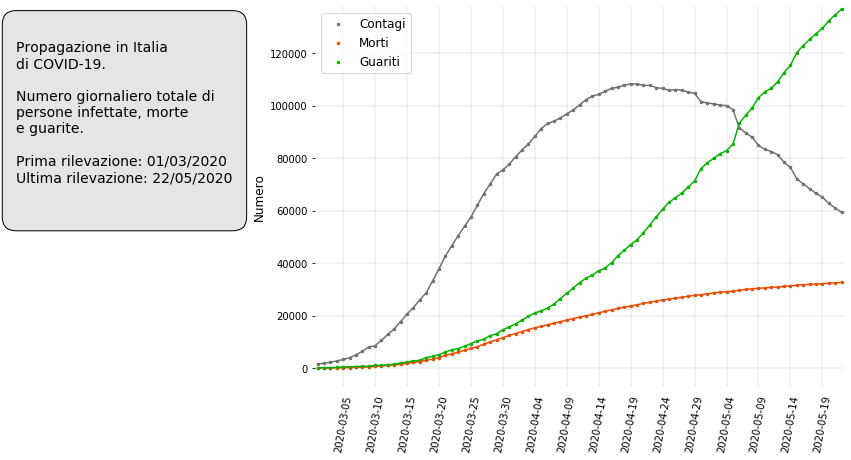 Propagazione in Italia
di COVID-19.
Numero giornaliero totale di
persone infettate, morte
e guarite.
Prima rilevazione: 01/03/2020
Ultima rilevazione: 22/05/2020
Contagi
Morti
Guariti
Numero
120000
100000
80000
60000
40000
20000
0
2020-03-05
2020-03-10
2020-03-15
2020-03-20
2020-03-25
2020-03-30
2020-04-04
2020-04-09
2020-04-14
2020-04-19
2020-04-24
2020-04-29
2020-05-04
2020-05-09
2020-05-14
2020-05-19